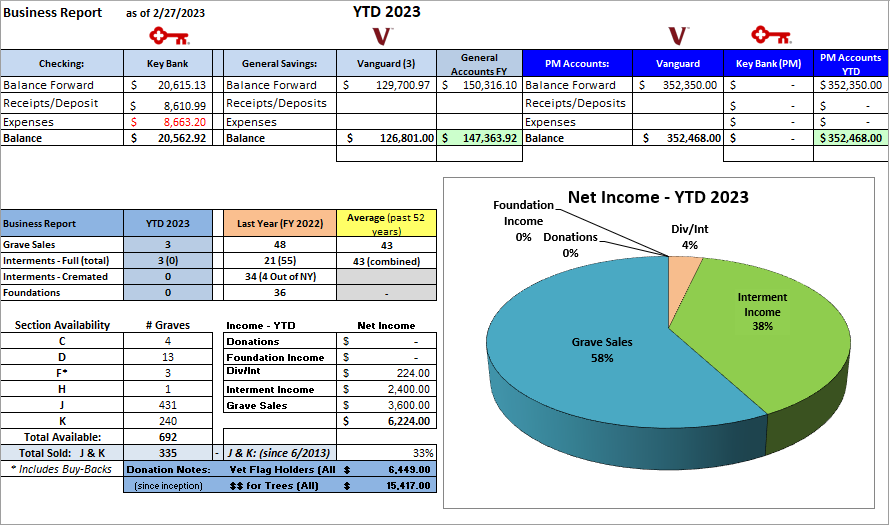 Business Report as of 2/27/2023 YTD 2023
Checking: Key Bank General Savings: Vanguard (3) General Accounts FY PM Accounts: Vanguard Key Bank (PM) PM Accounts YTD
Balance Forward $ 20,615.13 Balance Forward $ 129,700.97 $ 150,316.10 Balance Forward $ 352,350.00 $ - $ 352,350.00
Receipts/Deposit $ 8,610.99 Receipts/Deposits Receipts/Deposits $ - $ -
Expenses $ 8,663.20 Expenses Expenses $ - $ -
Balance $ 20,562.92 Balance $ 126,801.00 $ 147,363.92 Balance $ 352,468.00 $ - $ 352,468.00
Business Report YTD 2023 Last Year (FY 2022) Average (past 52 years)
Grave Sales 3 48 43
Interments - Full (total) 3 (0) 21 (55) 43 (combined)
Interments - Cremated 0 34 (4 Out of NY)
Foundations 0 36 -
Section Availability # Graves Income - YTD Net Income
C 4 Donations $ -
D 13 Foundation Income $ -
F* 3 Div/Int $ 224.00
H 1 Interment Income $ 2,400.00
J 431 Grave Sales $ 3,600.00
K 240 $ 6,224.00
Total Available: 692
Total Sold: J & K 335 - J & K: (since 6/2013) 33%
* Includes Buy-Backs Donation Notes: Vet Flag Holders (All $ 6,449.00
(since inception) $$ for Trees (All) $ 15,417.00
Net Income - YTD 2023
Foundation
Income
0%
Donations
0%
Div/Int
4%
Interment
Income
38%
Grave Sales
58%